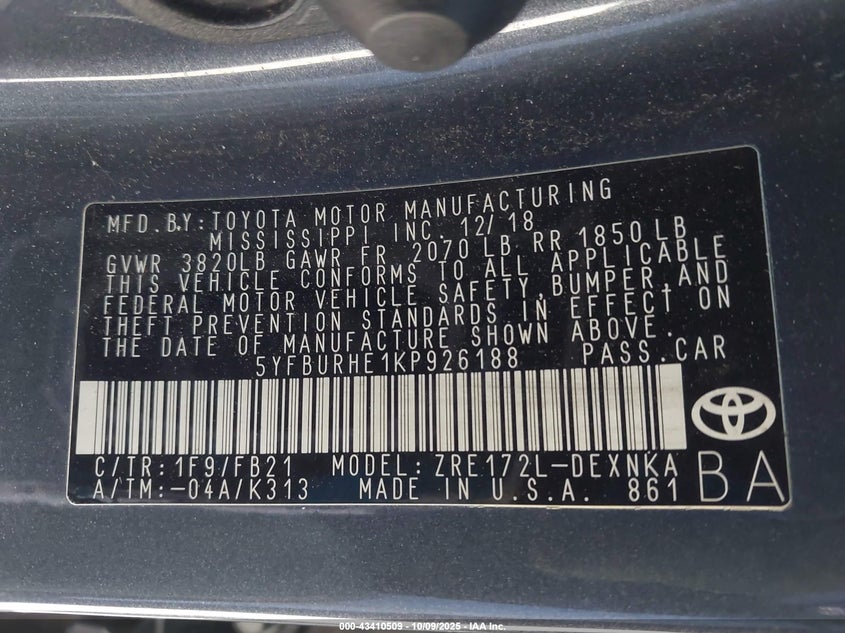 MFD. BY: TOYOTA MOTOR MANUFACTURING
MISSISSIPPI INC. 12/18
GVWR 3820LB GAWR FR 2070 LB RR 1850 LB
THIS VEHICLE CONFORMS TO ALL APPLICABLE
FEDERAL MOTOR VEHICLE SAFETY, BUMPER, AND
THEFT PREVENTION STANDARDS IN EFFECT ON
THE DATE OF MANUFACTURE SHOWN ABOVE.
5YFBURHE1KP926188 PASS.CAR
C/TR: 1F9/FB21 MODEL: ZRE172L-DEXNKA
A/TM: -04A/K313 MADE IN U.S.A. 861
BA
000-43410509 - 10/09/2025 - IAA Inc.